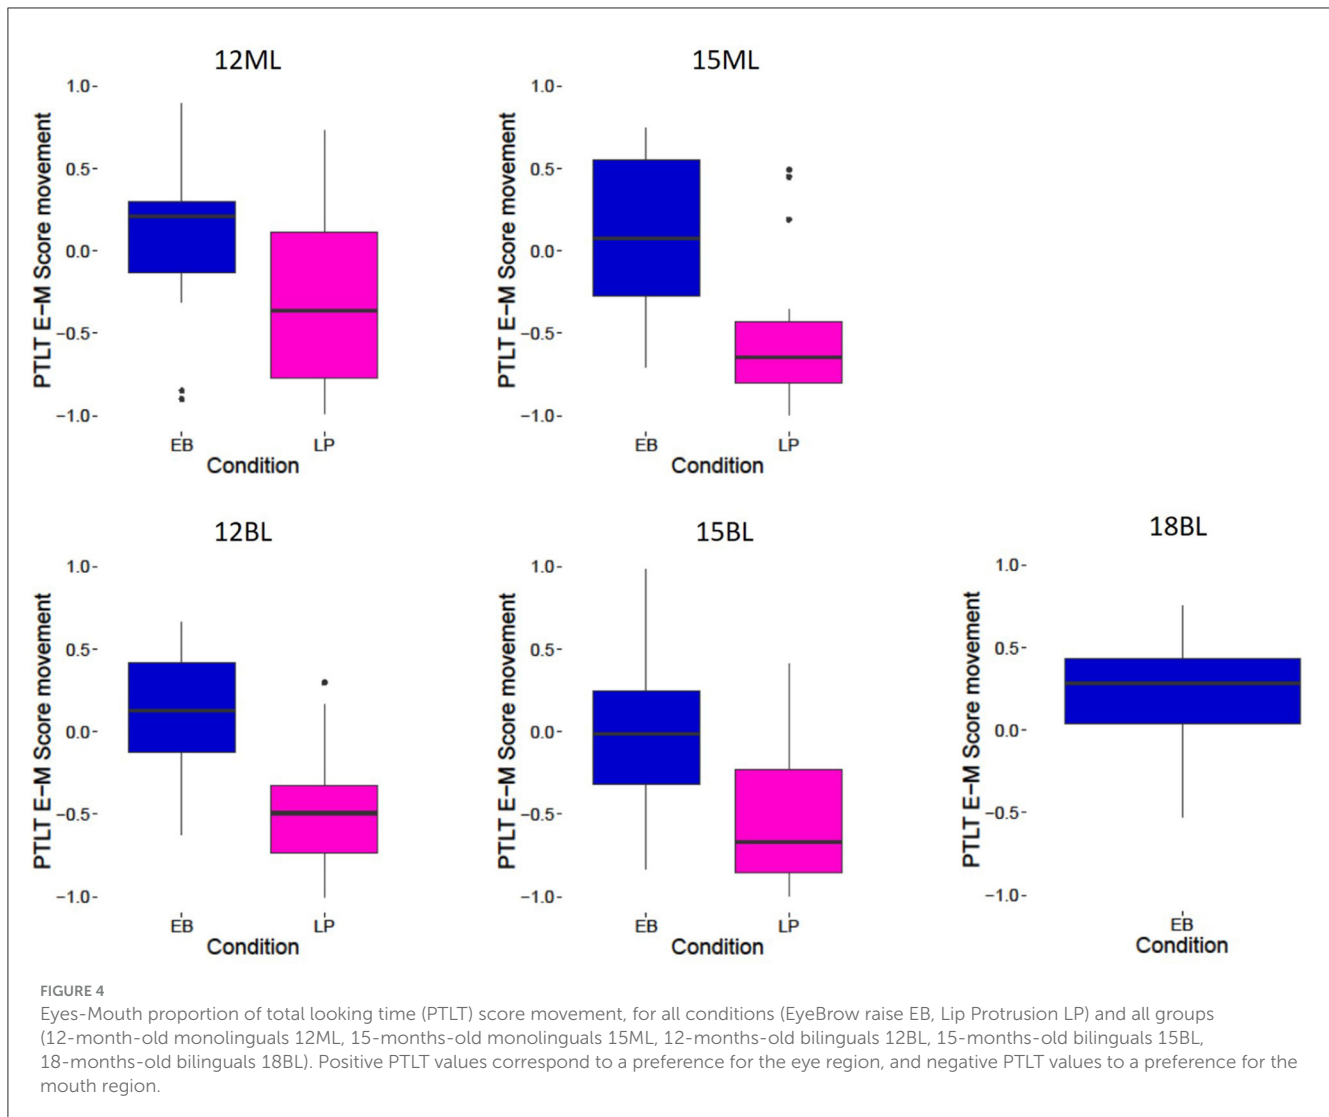 12ML
15ML
PTLT E−M Score movement
1.0-
0.5-
0.0-
−0.5-
−1.0-
EB
LP
Condition
PTLT E−M Score movement
1.0-
0.5-
0.0-
−0.5-
−1.0-
EB
LP
Condition
12BL
15BL
18BL
PTLT E−M Score movement
1.0-
0.5-
0.0-
−0.5-
−1.0-
EB
LP
Condition
PTLT E−M Score movement
1.0-
0.5-
0.0-
−0.5-
−1.0-
EB
LP
Condition
PTLT E−M Score movement
1.0-
0.5-
0.0-
−0.5-
−1.0-
EB
Condition
FIGURE 4
Eyes-Mouth proportion of total looking time (PTLT) score movement, for all conditions (EyeBrow raise EB, Lip Protrusion LP) and all groups
(12-month-old monolinguals 12ML, 15-months-old monolinguals 15ML, 12-months-old bilinguals 12BL, 15-months-old bilinguals 15BL,
18-months-old bilinguals 18BL). Positive PTLT values correspond to a preference for the eye region, and negative PTLT values to a preference for the
mouth region.